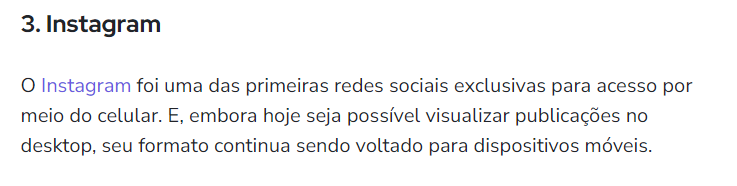 3. Instagram
O Instagram foi uma das primeiras redes sociais exclusivas para acesso por
meio do celular. E, embora hoje seja possível visualizar publicações no
desktop, seu formato continua sendo voltado para dispositivos móveis.